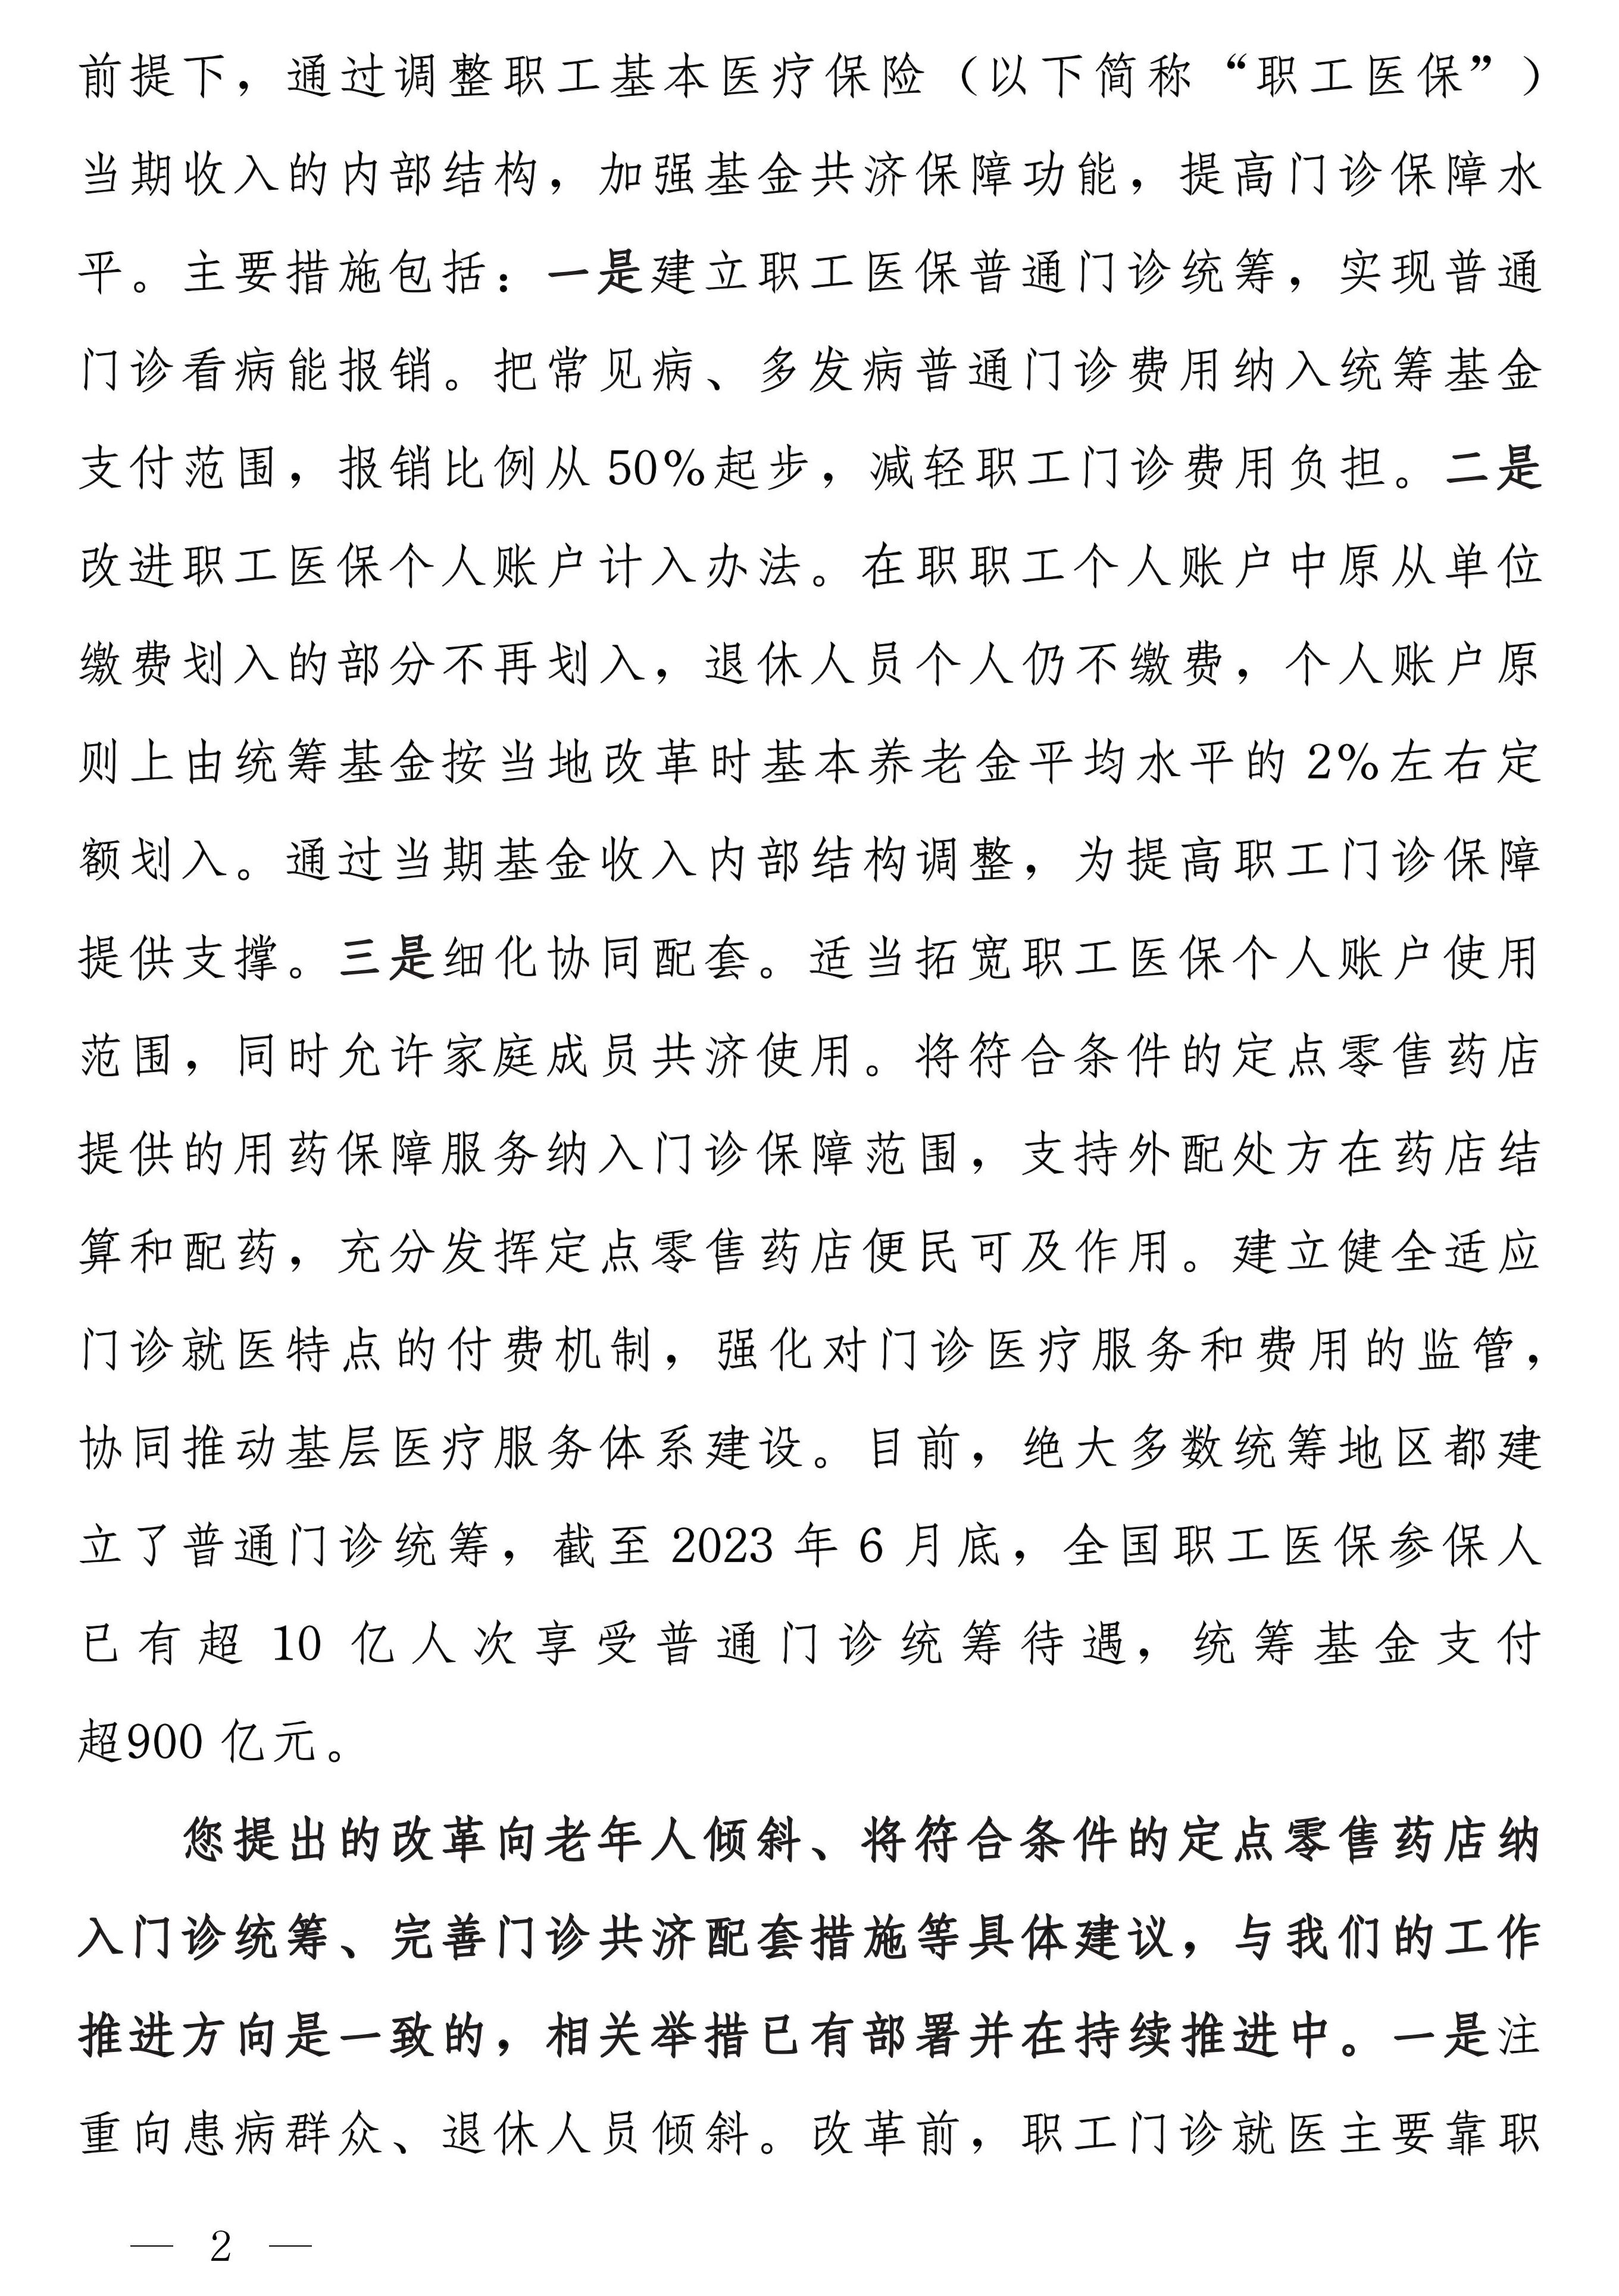 前提下，通过调整职工基本医疗保险（以下简称“职工医保”）
当期收入的内部结构，加强基金共济保障功能，提高门诊保障水
平。主要措施包括：一是建立职工医保普通门诊统筹，实现普通
门诊看病能报销。把常见病、多发病普通门诊费用纳入统筹基金
支付范围，报销比例从 50%起步，减轻职工门诊费用负担。二是
改进职工医保个人账户计入办法。在职职工个人账户中原从单位
缴费划入的部分不再划入，退休人员个人仍不缴费，个人账户原
则上由统筹基金按当地改革时基本养老金平均水平的 2%左右定
额划入。通过当期基金收入内部结构调整，为提高职工门诊保障
提供支撑。三是细化协同配套。适当拓宽职工医保个人账户使用
范围，同时允许家庭成员共济使用。将符合条件的定点零售药店
提供的用药保障服务纳入门诊保障范围，支持外配处方在药店结
算和配药，充分发挥定点零售药店便民可及作用。建立健全适应
门诊就医特点的付费机制，强化对门诊医疗服务和费用的监管，
协同推动基层医疗服务体系建设。目前，绝大多数统筹地区都建
立了普通门诊统筹，截至 2023 年 6 月底，全国职工医保参保人
已有超 10 亿人次享受普通门诊统筹待遇，统筹基金支付
超900 亿元。
您提出的改革向老年人倾斜、将符合条件的定点零售药店纳
入门诊统筹、完善门诊共济配套措施等具体建议，与我们的工作
推进方向是一致的，相关举措已有部署并在持续推进中。一是注
重向患病群众、退休人员倾斜。改革前，职工门诊就医主要靠职
— 2 —